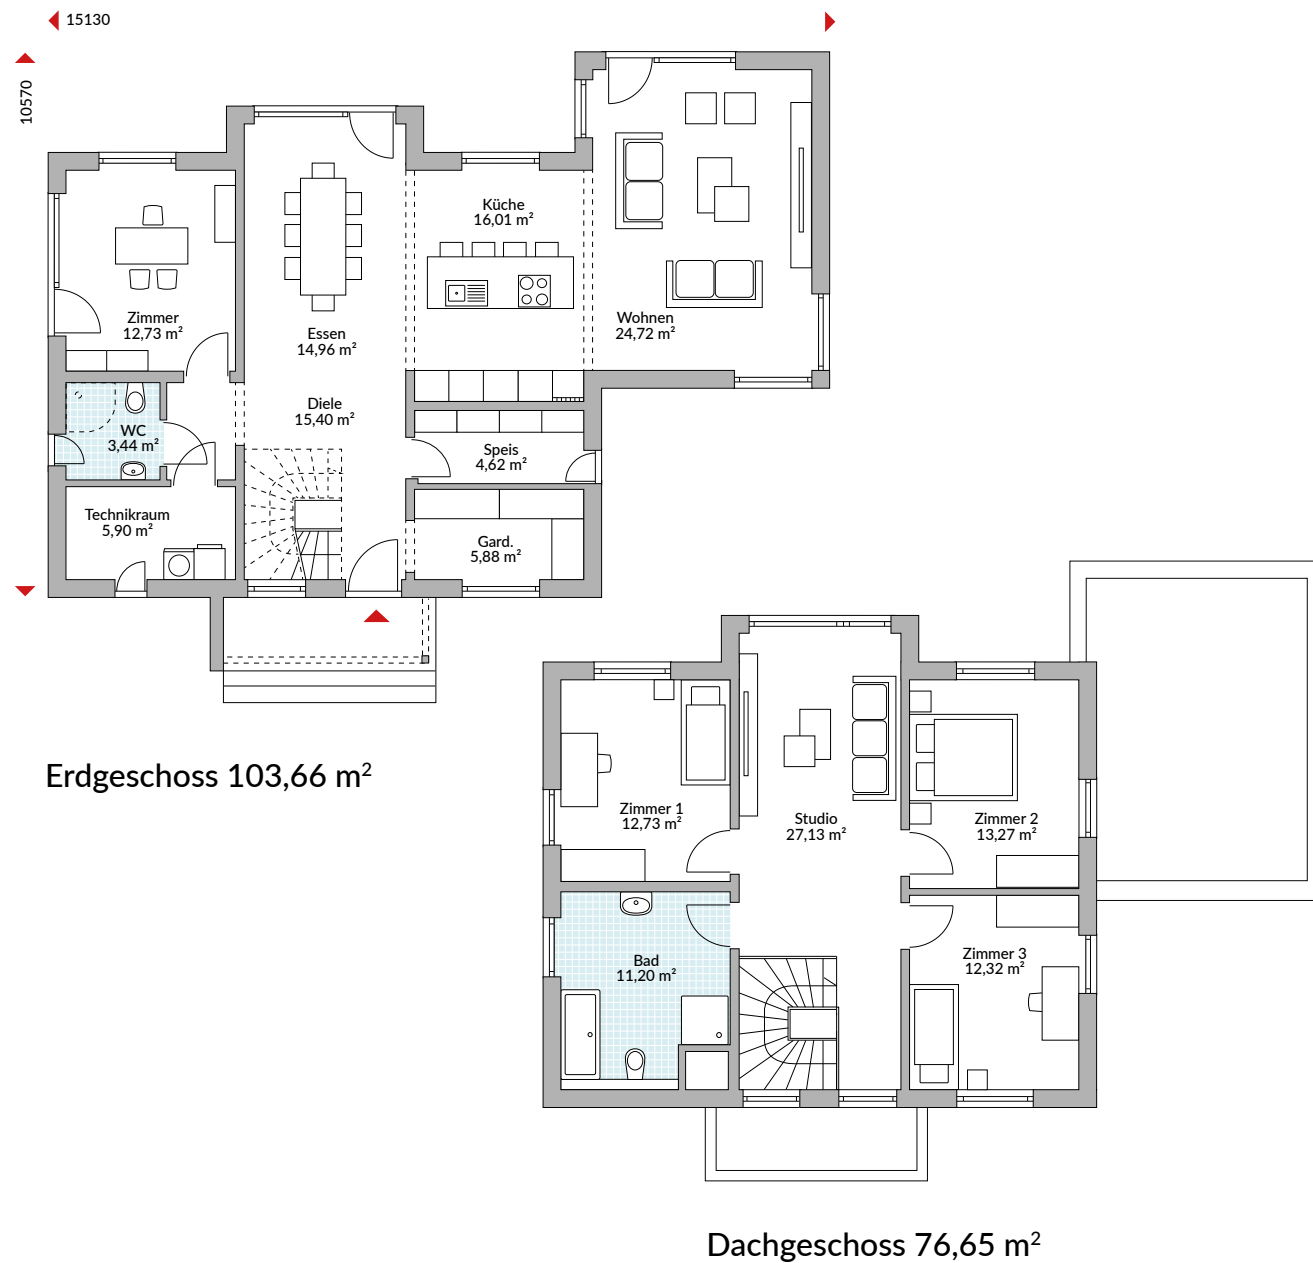 15130
10570
Küche
16,01 m²
Zimmer
12,73 m²
Essen
14,96 m²
Wohnen
24,72 m²
Diele
15,40 m²
WC
3,44 m²
Speis
4,62 m²
Technikraum
5,90 m²
Gard.
5,88 m²
Erdgeschoss 103,66 m²
Zimmer 1
12,73 m²
Studio
27,13 m²
Zimmer 2
13,27 m²
Bad
11,20 m²
Zimmer 3
12,32 m²
Dachgeschoss 76,65 m²